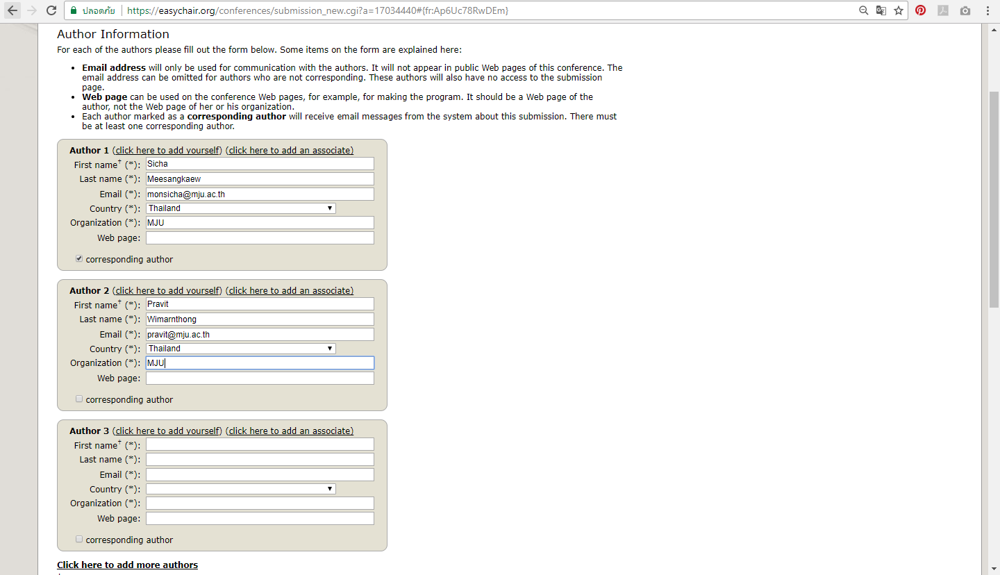 ปลอดภัย https://easychair.org/conferences/submission_new.cgi?a=17034440#{fr:Ap6Uc78RwDEm}
Author Information
For each of the authors please fill out the form below. Some items on the form are explained here:
• Email address will only be used for communication with the authors. It will not appear in public Web pages of this conference. The
email address can be omitted for authors who are not corresponding. These authors will also have no access to the submission
page.
• Web page can be used on the conference Web pages, for example, for making the program. It should be a Web page of the
author, not the Web page of her or his organization.
• Each author marked as a corresponding author will receive email messages from the system about this submission. There must
be at least one corresponding author.
Author 1 (click here to add yourself) (click here to add an associate)
First name† (*): Sicha
Last name (*): Meesangkaew
Email (*): monsicha@mju.ac.th
Country (*): Thailand
Organization (*): MJU
Web page:
corresponding author
Author 2 (click here to add yourself) (click here to add an associate)
First name† (*): Pravit
Last name (*): Wimarnthong
Email (*): pravit@mju.ac.th
Country (*): Thailand
Organization (*): MJU
Web page:
corresponding author
Author 3 (click here to add yourself) (click here to add an associate)
First name† (*):
Last name (*):
Email (*):
Country (*):
Organization (*):
Web page:
corresponding author
Click here to add more authors